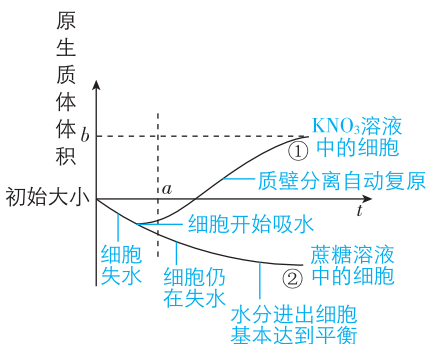 原生质体体积
b
KNO₃溶液
中的细胞
①
a
质壁分离自动复原
初始大小
t
细胞开始吸水
细胞
失水
细胞仍
在失水
蔗糖溶液
中的细胞
②
水分进出细胞
基本达到平衡